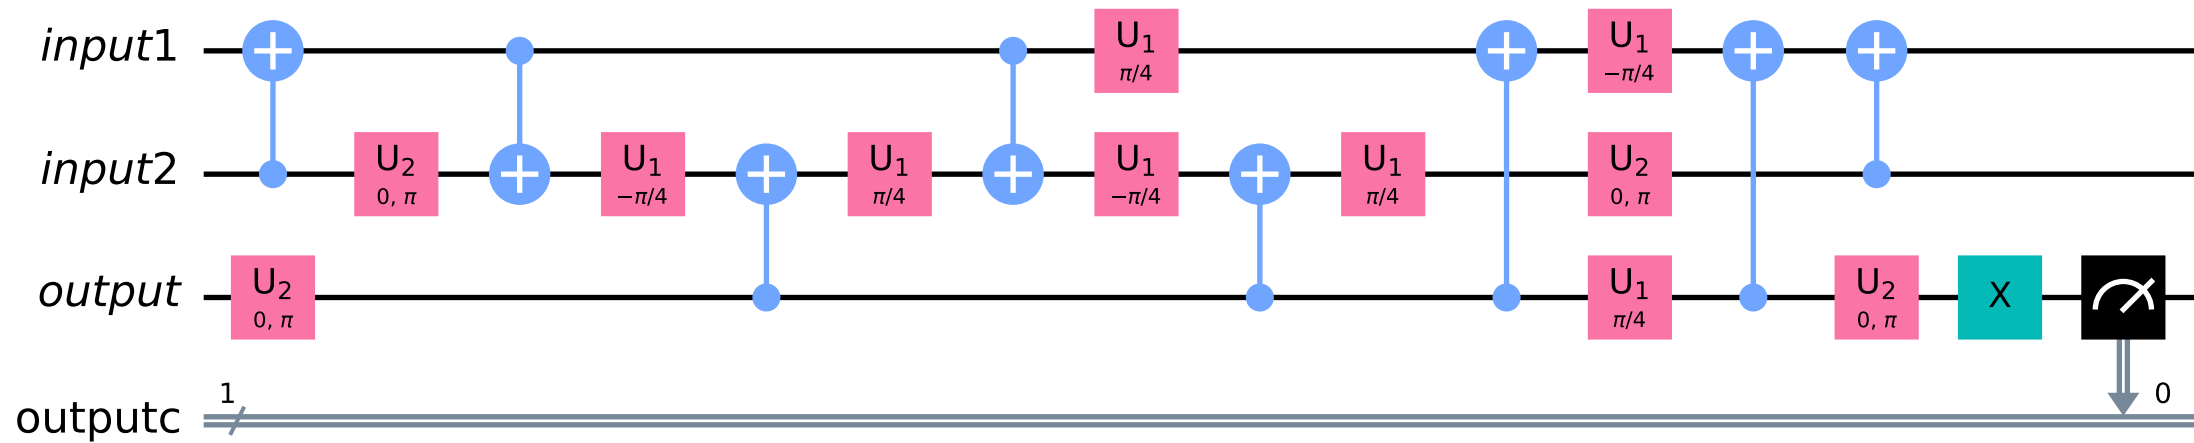 input1
U1
π/4
U1
−π/4
input2
U2
0, π
U1
−π/4
U1
π/4
U1
−π/4
U1
π/4
U2
0, π
output
U2
0, π
U1
π/4
U2
0, π
X
outputc
1
0